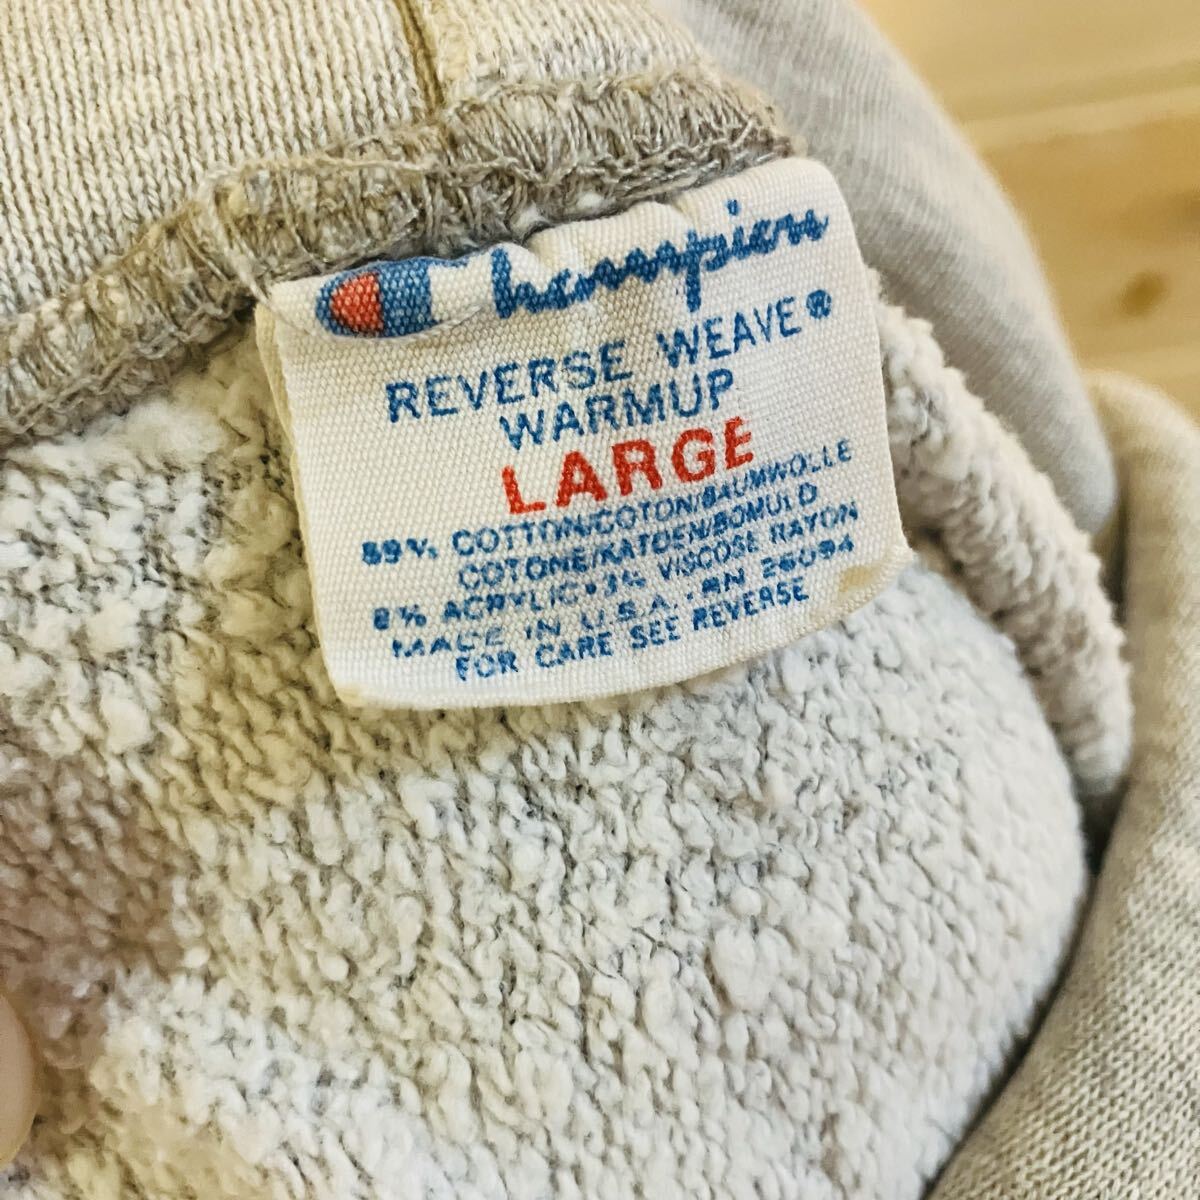 Champion
REVERSE WEAVE®
WARMUP
LARGE
89% COTTON/COTON/BAUMWOLLE
COTONE/KATOEN/BOMULD
8% ACRYLIC • 3% VISCOSE RAYON
MADE IN U.S.A. • RN 26094
FOR CARE SEE REVERSE